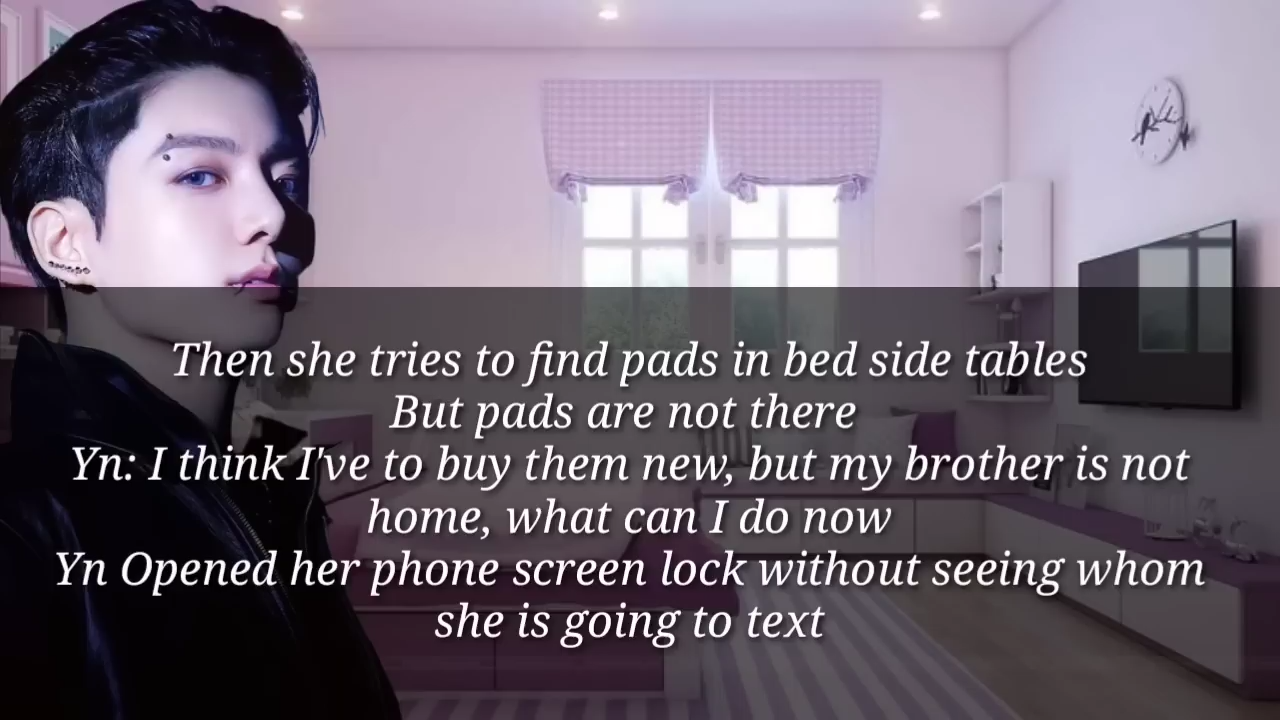 Then she tries to find pads in bed side tables
But pads are not there
Yn: I think I've to buy them new, but my brother is not
home, what can I do now
Yn Opened her phone screen lock without seeing whom
she is going to text